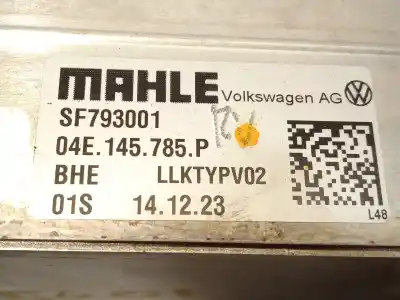 MAHLE Volkswagen AG
SF793001
04E.145.785.P
BHE LLKTYPV02
01S 14.12.23
L48